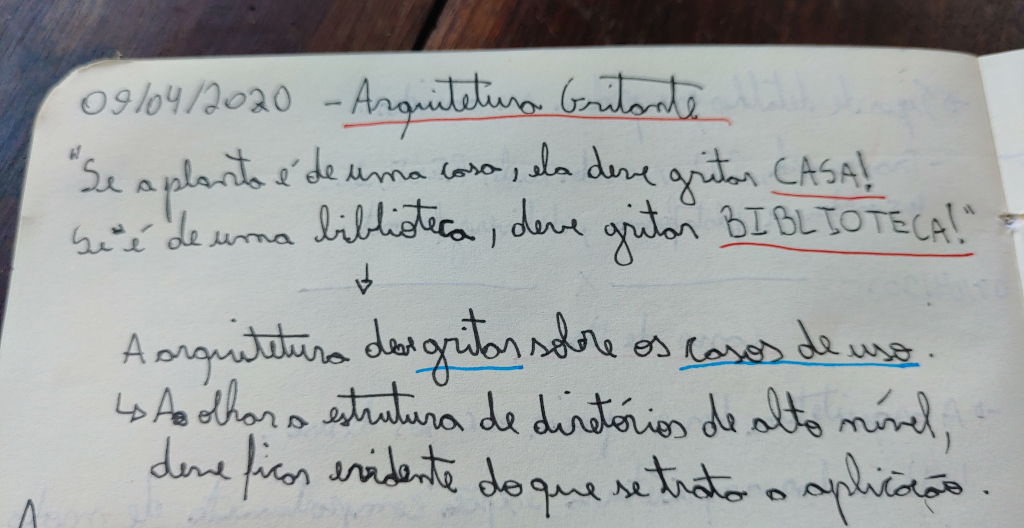 09/04/2020 - Arquitetura Gritante
"Se a planta é de uma casa, ela deve gritar CASA!
Se é de uma biblioteca, deve gritar BIBLIOTECA!"
↓
A arquitetura deve gritar sobre os casos de uso.
↳ Ao olhar a estrutura de diretórios de alto nível,
deve ficar evidente do que se trata a aplicação.
A